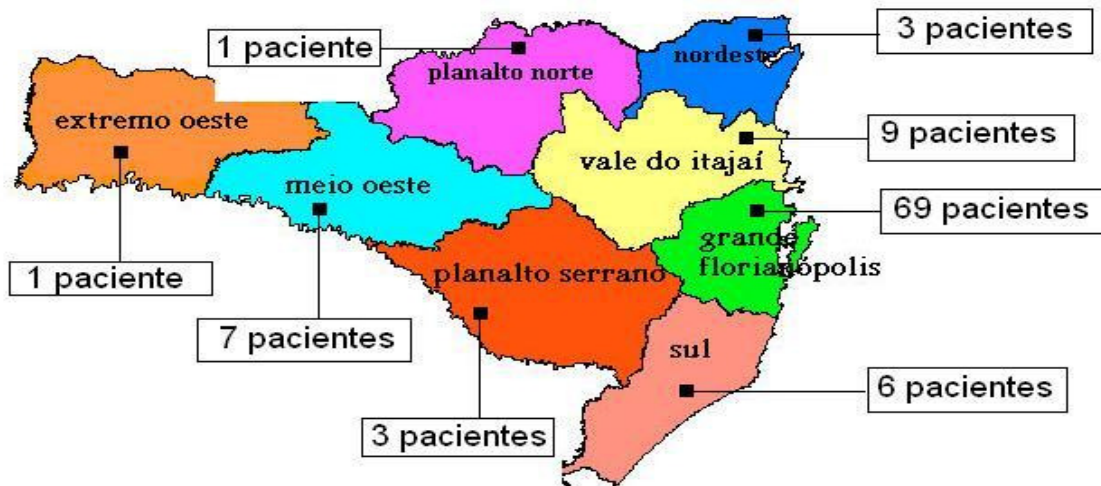 3 pacientes
1 paciente
nordeste
planalto norte
extremo oeste
9 pacientes
vale do itajaí
meio oeste
69 pacientes
grande
florianópolis
planalto serrano
1 paciente
7 pacientes
sul
6 pacientes
3 pacientes